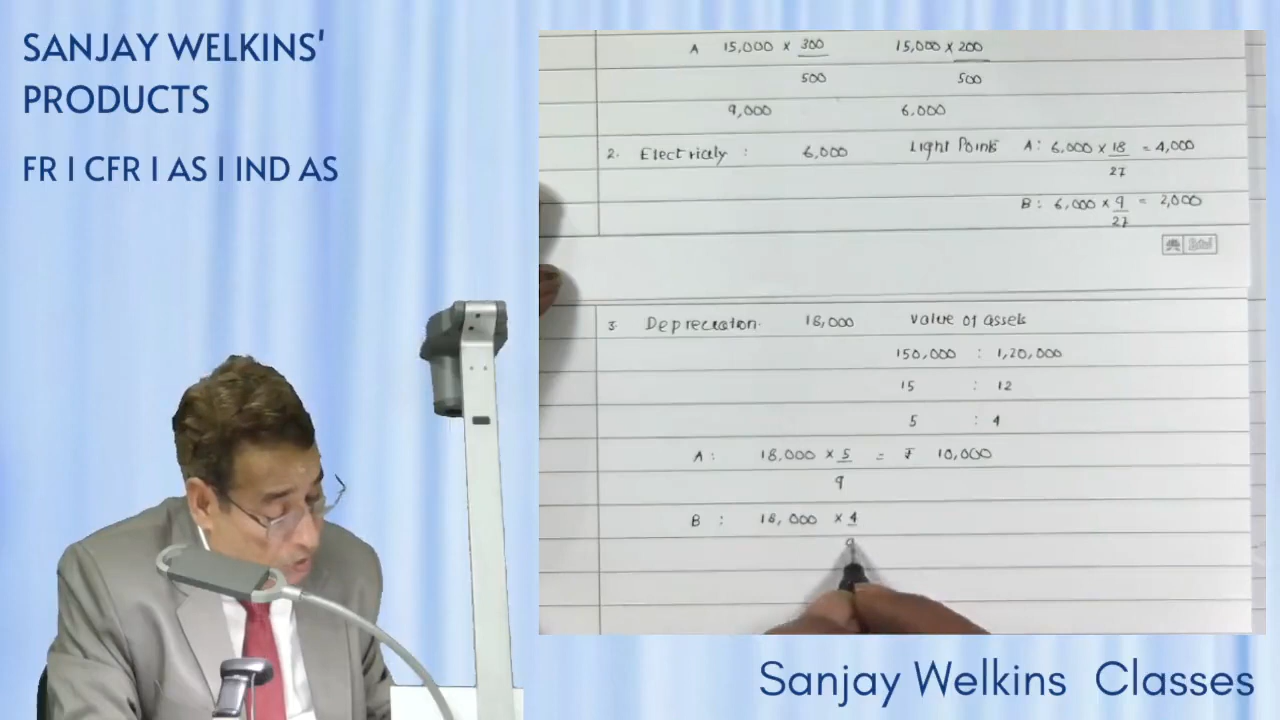 SANJAY WELKINS'
PRODUCTS
FR I CFR I AS I IND AS
A 15,000 × 300 15,000 × 200
500 500
9,000 6,000
2. Electricity : 6,000 Light Points A: 6,000 × 18 = 4,000
27
B: 6,000 × 9 = 2,000
27
3. Depreciation. 18,000 Value of assets
150,000 : 1,20,000
15 : 12
5 : 4
A: 18,000 × 5 = ₹ 10,000
9
B : 18,000 × 4
9
Sanjay Welkins Classes